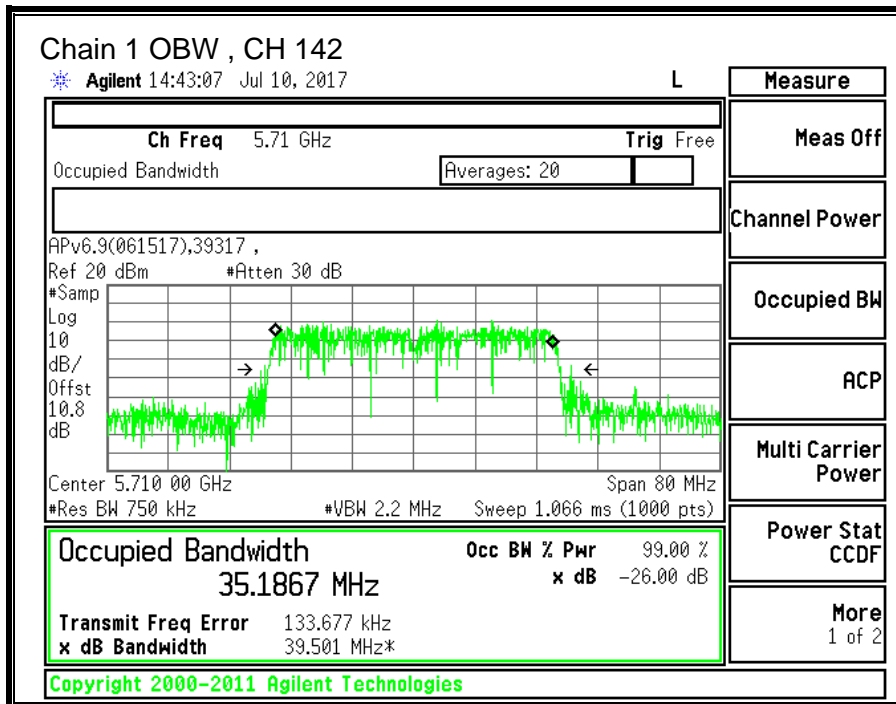 Chain 1 OBW , CH 142
Agilent 14:43:07 Jul 10, 2017 L
Measure
Ch Freq 5.71 GHz Trig Free
Occupied Bandwidth Averages: 20
APv6.9(061517),39317 ,
Ref 20 dBm #Atten 30 dB
#Samp
Log
10
dB/
Offst
10.8
dB
Center 5.710 00 GHz Span 80 MHz
#Res BW 750 kHz #VBW 2.2 MHz Sweep 1.066 ms (1000 pts)
Occupied Bandwidth Occ BW % Pwr 99.00 %
35.1867 MHz x dB -26.00 dB
Transmit Freq Error 133.677 kHz
x dB Bandwidth 39.501 MHz*
Copyright 2000-2011 Agilent Technologies
Meas Off
Channel Power
Occupied BW
ACP
Multi Carrier
Power
Power Stat
CCDF
More
1 of 2